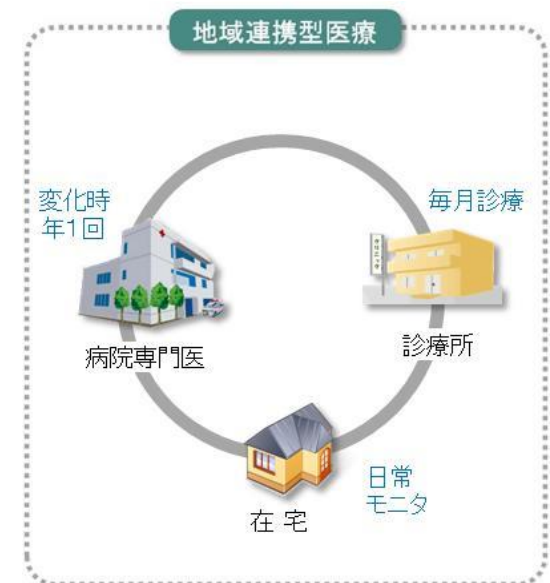 地域連携型医療
変化時
年1回
毎月診療
病院専門医
診療所
在宅
日常
モニタ